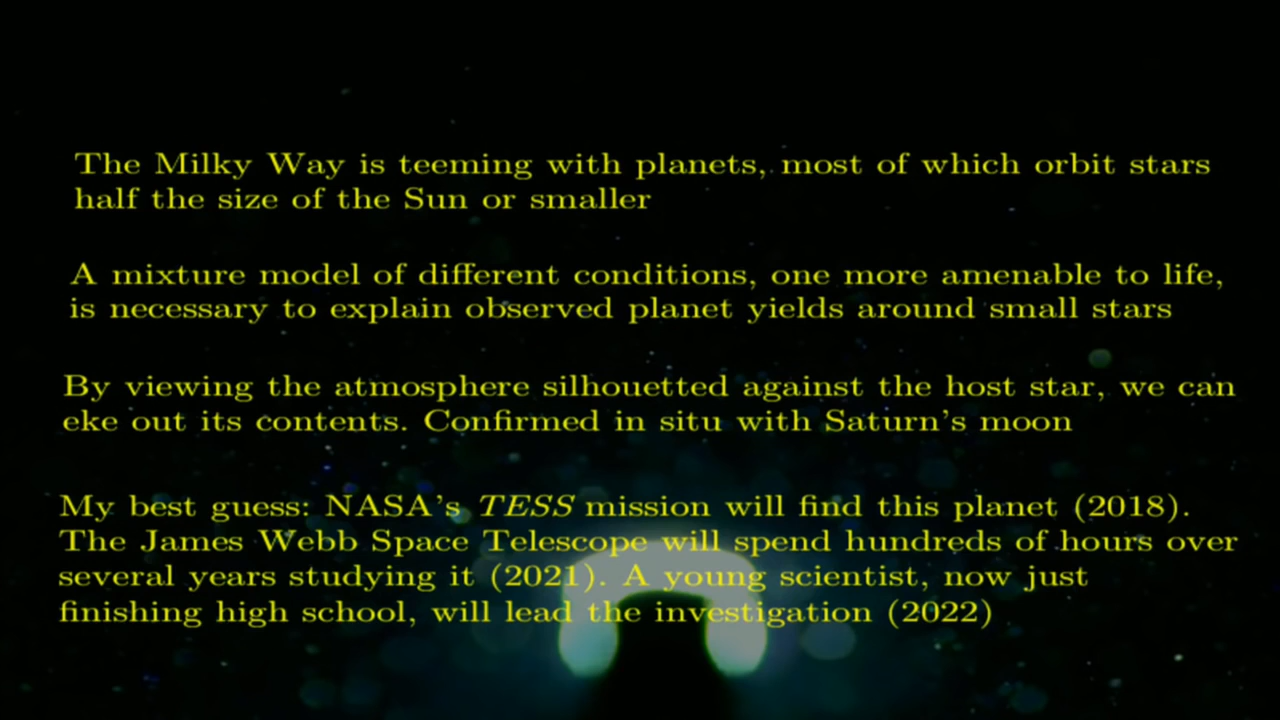 The Milky Way is teeming with planets, most of which orbit stars
half the size of the Sun or smaller
A mixture model of different conditions, one more amenable to life,
is necessary to explain observed planet yields around small stars
By viewing the atmosphere silhouetted against the host star, we can
eke out its contents. Confirmed in situ with Saturn's moon
My best guess: NASA's TESS mission will find this planet (2018).
The James Webb Space Telescope will spend hundreds of hours over
several years studying it (2021). A young scientist, now just
finishing high school, will lead the investigation (2022)